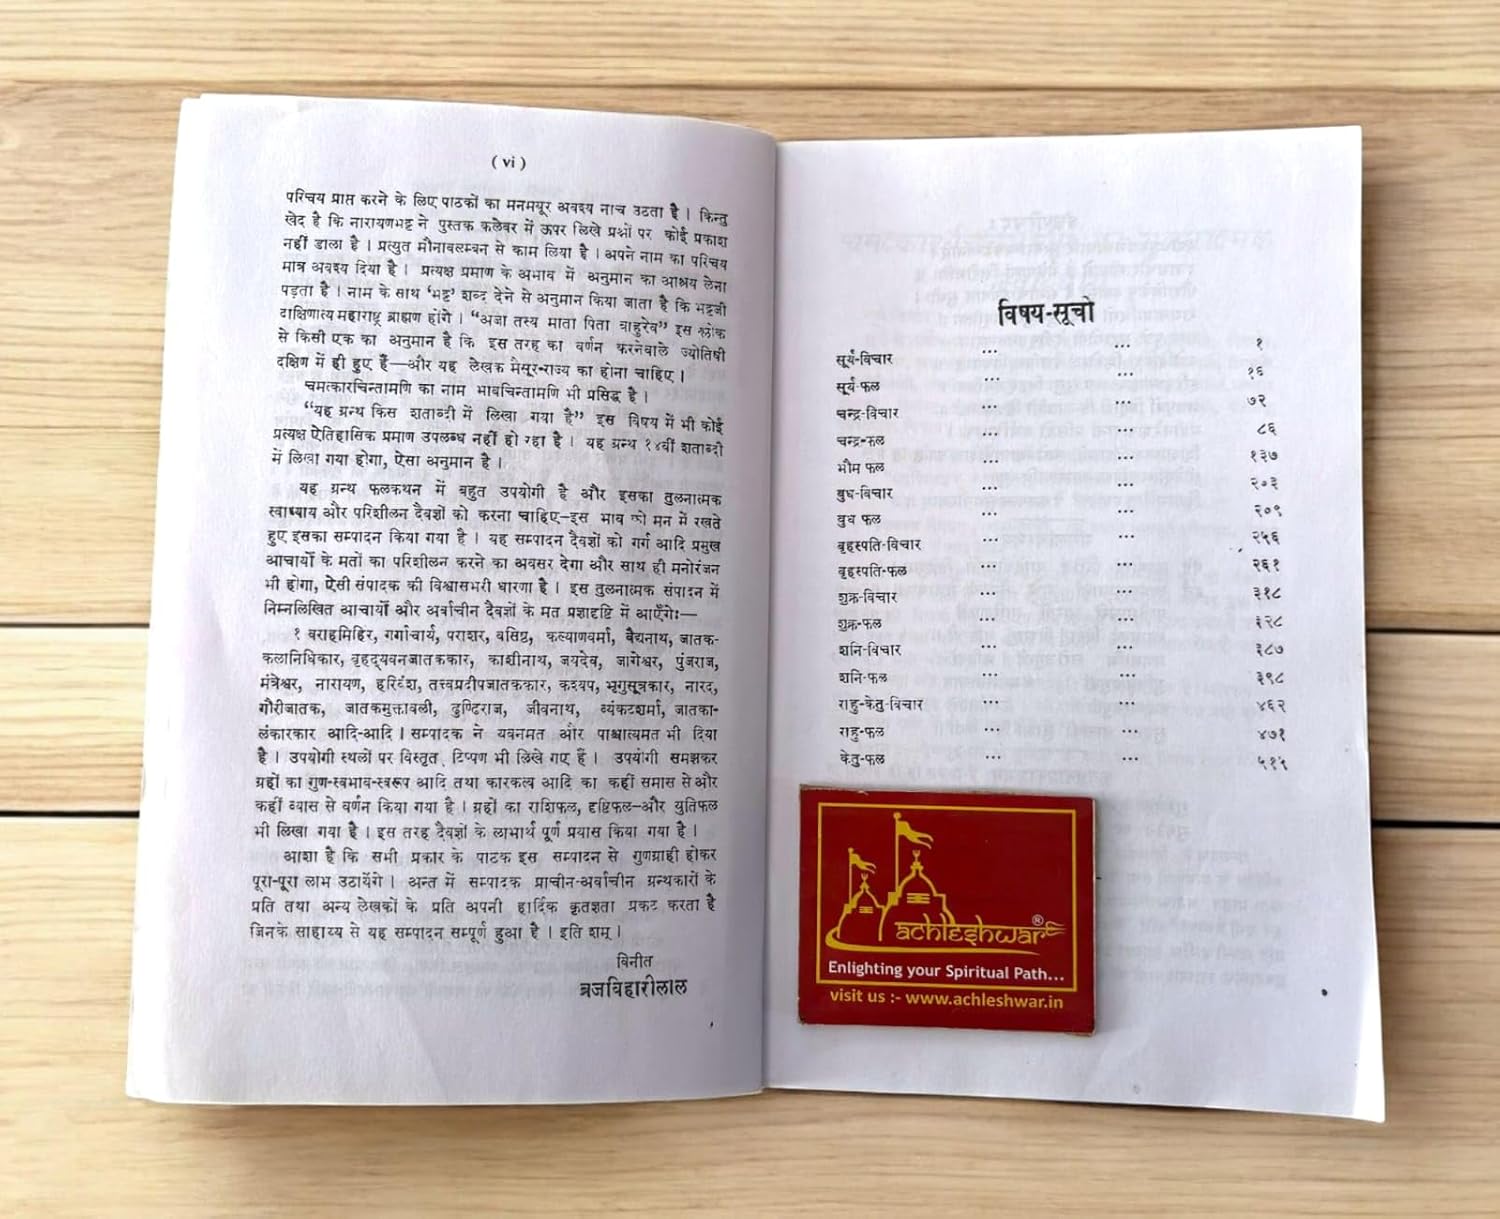 ( vi )
परिचय प्राप्त करने के लिए पाठकों का मनमयूर अवश्य नाच उठता है । किन्तु
खेद है कि नारायणभट्ट ने पुस्तक कलेवर में ऊपर लिखे प्रश्नों पर कोई प्रकाश
नहीं डाला है । प्रत्युत मौनावलम्बन से काम लिया है । अपने नाम का परिचय
मात्र अवश्य दिया है । प्रत्यक्ष प्रमाण के अभाव में अनुमान का आश्रय लेना
पड़ता है । नाम के साथ 'भट्ट' शब्द देने से अनुमान किया जाता है कि भट्टजी
दाक्षिणात्य महाराष्ट्र ब्राह्मण होंगे । "अजा तस्य माता पिता बाहुरेव" इस श्लोक
से किसी एक का अनुमान है कि इस तरह का वर्णन करनेवाले ज्योतिषी
दक्षिण में ही हुए हैं—और यह लेखक मैसूर-राज्य का होना चाहिए ।
चमत्कारचिन्तामणि का नाम भावचिन्तामणि भी प्रसिद्ध है ।
"यह ग्रन्थ किस शताब्दी में लिखा गया है" इस विषय में भी कोई
प्रत्यक्ष ऐतिहासिक प्रमाण उपलब्ध नहीं हो रहा है । यह ग्रन्थ १४वीं शताब्दी
में लिखा गया होगा, ऐसा अनुमान है ।
यह ग्रन्थ फलकथन में बहुत उपयोगी है और इसका तुलनात्मक
स्वाध्याय और परिशीलन दैवज्ञों को करना चाहिए–इस भाव को मन में रखते
हुए इसका सम्पादन किया गया है । यह सम्पादन दैवज्ञों को गर्ग आदि प्रमुख
आचार्यों के मतों का परिशीलन करने का अवसर देगा और साथ ही मनोरंजन
भी होगा, ऐसी संपादक की विश्वासभरी धारणा है । इस तुलनात्मक संपादन में
निम्नलिखित आचार्यों और अर्वाचीन दैवज्ञों के मत प्रज्ञादृष्टि में आएँगेः—
१ वराहमिहिर, गर्गाचार्य, पराशर, वसिष्ठ, कल्याणवर्मा, वैद्यनाथ, जातक-
कलानिधिकार, वृहद्यवनजातककार, काशीनाथ, जयदेव, जागेश्वर, पुंजराज,
मंत्रेश्वर, नारायण, हरिवंश, तत्त्वप्रदीपजातककार, कश्यप, भृगुसूत्रकार, नारद,
गौरीजातक, जातकमुक्तावली, ढुण्ढिराज, जीवनाथ, व्यंकटशर्मा, जातका-
लंकारकार आदि-आदि । सम्पादक ने यवनमत और पाश्चात्यमत भी दिया
है । उपयोगी स्थलों पर विस्तृत टिप्पण भी लिखे गए हैं । उपयोगी समझकर
ग्रहों का गुण-स्वभाव-स्वरूप आदि तथा कारकत्व आदि का कहीं समास से और
कहीं व्यास से वर्णन किया गया है । ग्रहों का राशिफल, दृष्टिफल–और युतिफल
भी लिखा गया है । इस तरह दैवज्ञों के लाभार्थ पूर्ण प्रयास किया गया है ।
आशा है कि सभी प्रकार के पाठक इस सम्पादन से गुणग्राही होकर
पूरा-पूरा लाभ उठायेंगे । अन्त में सम्पादक प्राचीन-अर्वाचीन ग्रन्थकारों के
प्रति तथा अन्य लेखकों के प्रति अपनी हार्दिक कृतज्ञता प्रकट करता है
जिनके साहाय्य से यह सम्पादन सम्पूर्ण हुआ है । इति शम् ।
विनीत
ब्रजबिहारीलाल
विषय-सूची
सूर्य-विचार ... ... १
सूर्य-फल ... ... १६
चन्द्र-विचार ... ... ७२
चन्द्र-फल ... ... ८६
भौम फल ... ... १३७
बुध-विचार ... ... २०३
बुध फल ... ... २०९
बृहस्पति-विचार ... ... २५६
बृहस्पति-फल ... ... २६१
शुक्र-विचार ... ... ३१८
शुक्र-फल ... ... ३२८
शनि-विचार ... ... ३८७
शनि-फल ... ... ३९८
राहु-केतु-विचार ... ... ४६२
राहु-फल ... ... ४७१
केतु-फल ... ... ५१५
achleshwar®
Enlighting your Spiritual Path...
visit us :- www.achleshwar.in